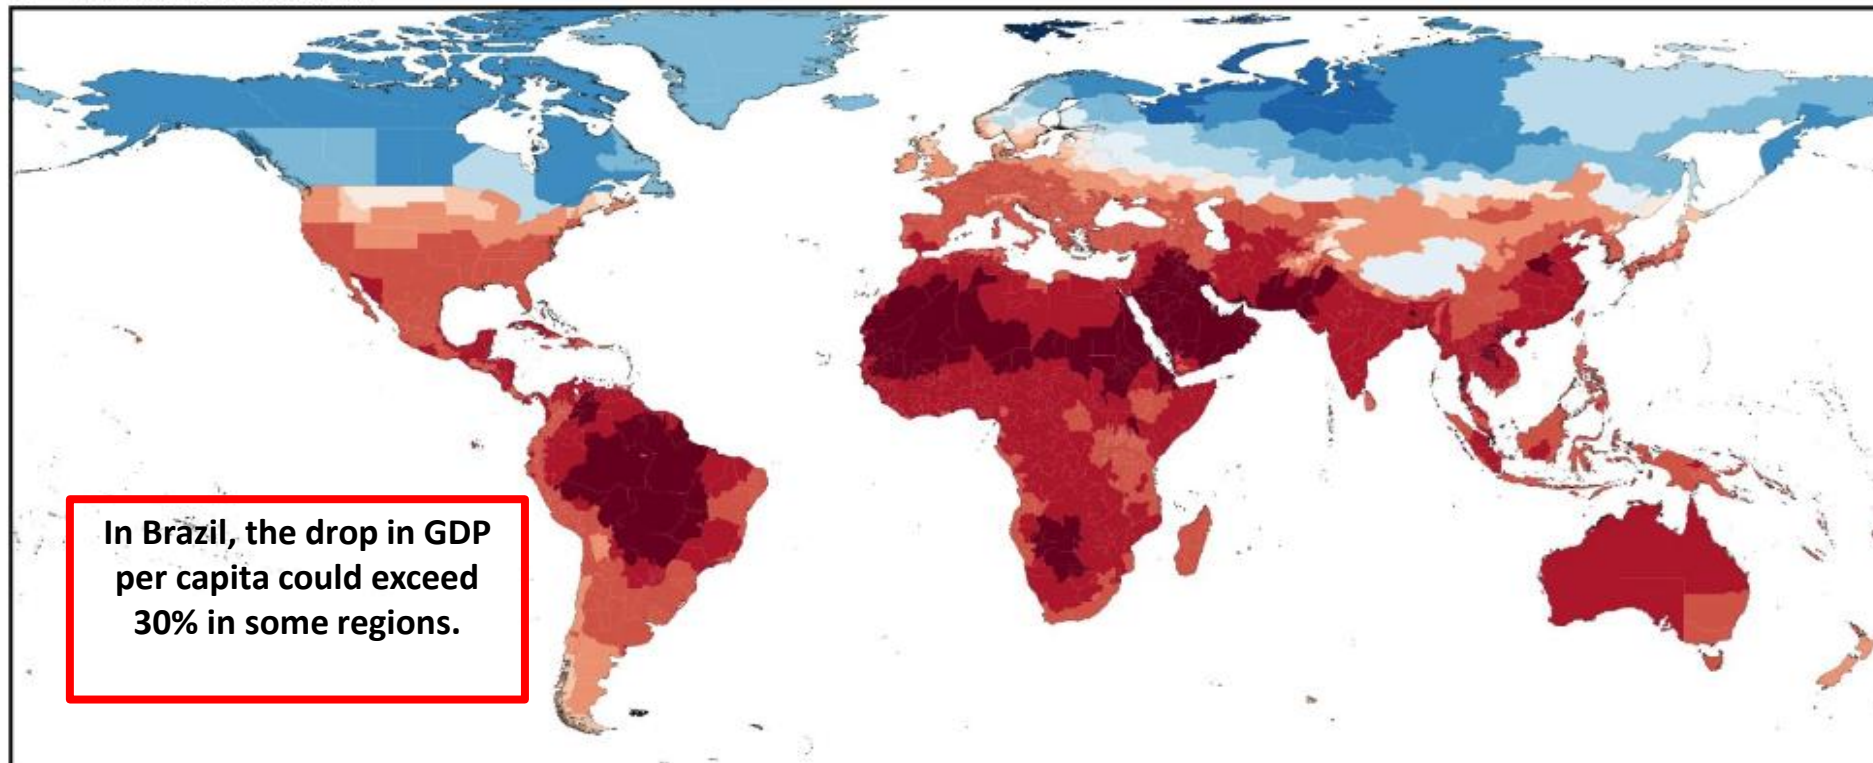 In Brazil, the drop in GDP
per capita could exceed
30% in some regions.